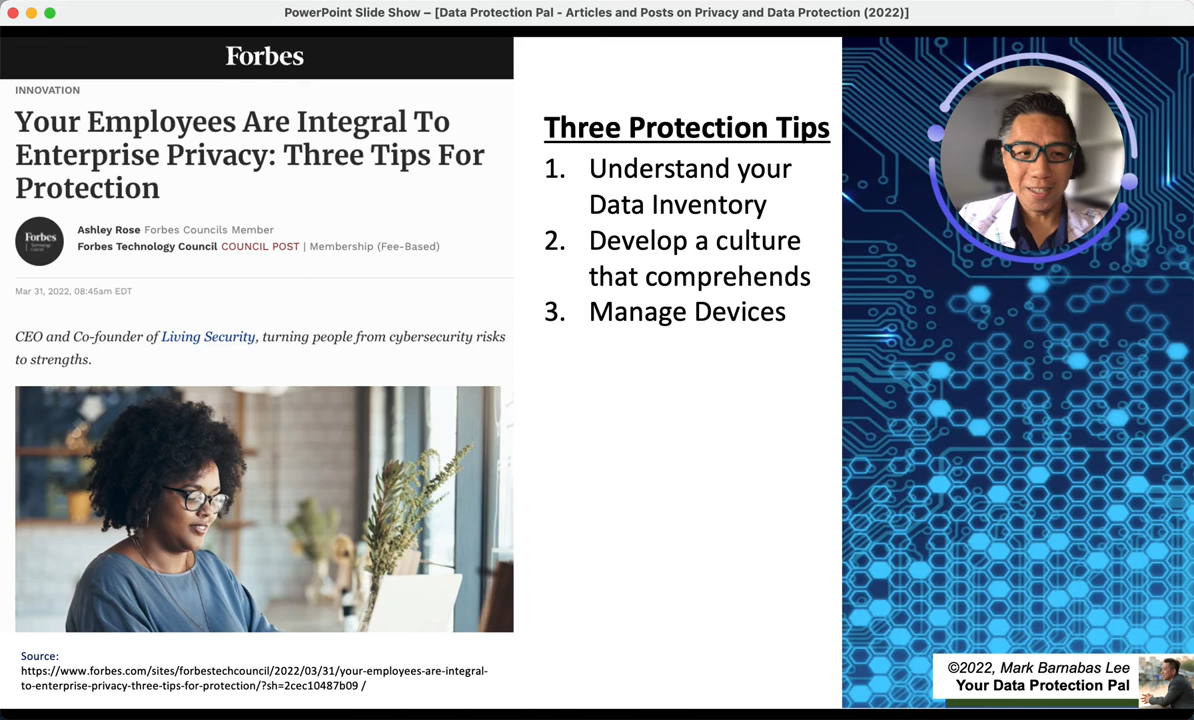 PowerPoint Slide Show – [Data Protection Pal - Articles and Posts on Privacy and Data Protection (2022)]
Forbes
INNOVATION
Your Employees Are Integral To
Enterprise Privacy: Three Tips For
Protection
Forbes
Technology
Council
Ashley Rose Forbes Councils Member
Forbes Technology Council COUNCIL POST | Membership (Fee-Based)
Mar 31, 2022, 08:45am EDT
CEO and Co-founder of Living Security, turning people from cybersecurity risks
to strengths.
Source:
https://www.forbes.com/sites/forbestechcouncil/2022/03/31/your-employees-are-integral-
to-enterprise-privacy-three-tips-for-protection/?sh=2cec10487b09 /
Three Protection Tips
1. Understand your
Data Inventory
2. Develop a culture
that comprehends
3. Manage Devices
©2022, Mark Barnabas Lee
Your Data Protection Pal